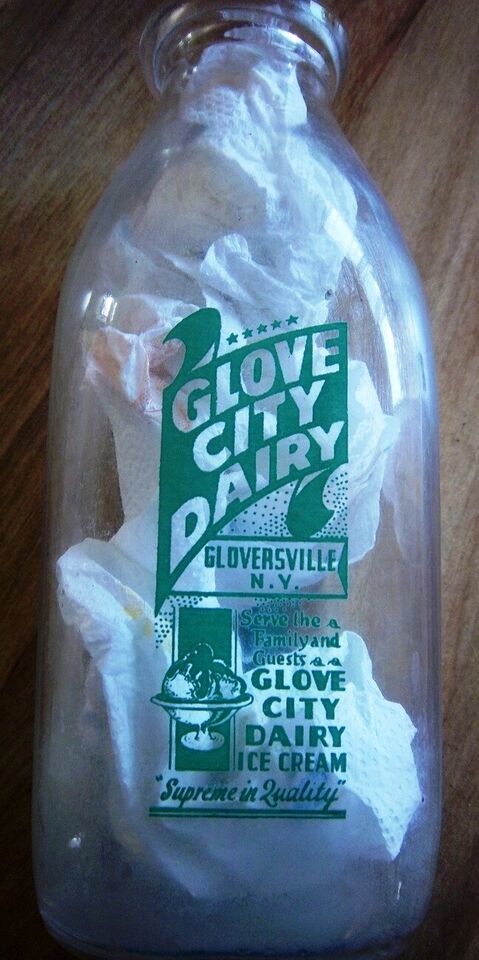 GLOVE
CITY
DAIRY
GLOVERSVILLE
N.Y.
Serve the
Family and
Guests
GLOVE
CITY
DAIRY
ICE CREAM
"Supreme in Quality"